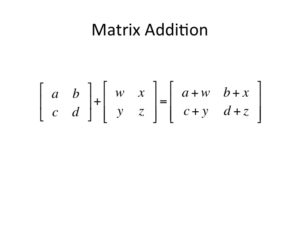 Matrix Addition
[ a b ] + [ w x ] = [ a+w b+x ]
[ c d ] [ y z ] [ c+y d+z ]